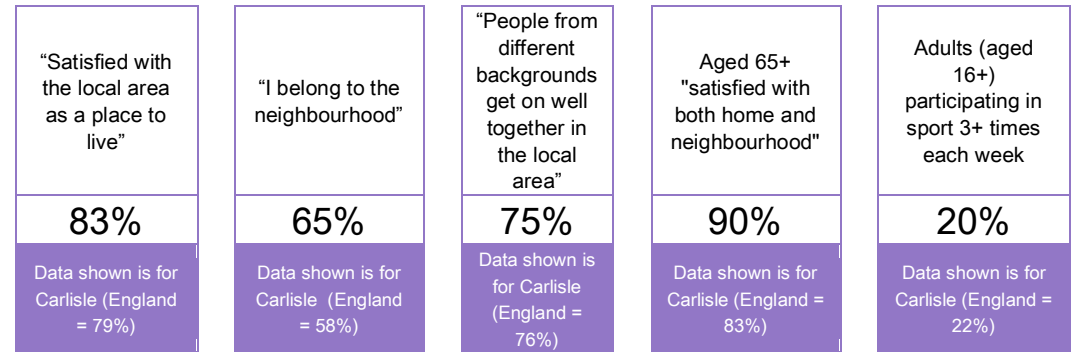 “Satisfied with
the local area
as a place to
live”
83%
Data shown is for
Carlisle (England
= 79%)
“I belong to the
neighbourhood”
65%
Data shown is for
Carlisle  (England
= 58%)
“People from
different
backgrounds
get on well
together in
the local
area”
75%
Data shown is
for Carlisle
(England =
76%)
Aged 65+
"satisfied with
both home and
neighbourhood"
90%
Data shown is for
Carlisle (England =
83%)
Adults (aged
16+)
participating in
sport 3+ times
each week
20%
Data shown is for
Carlisle (England =
22%)